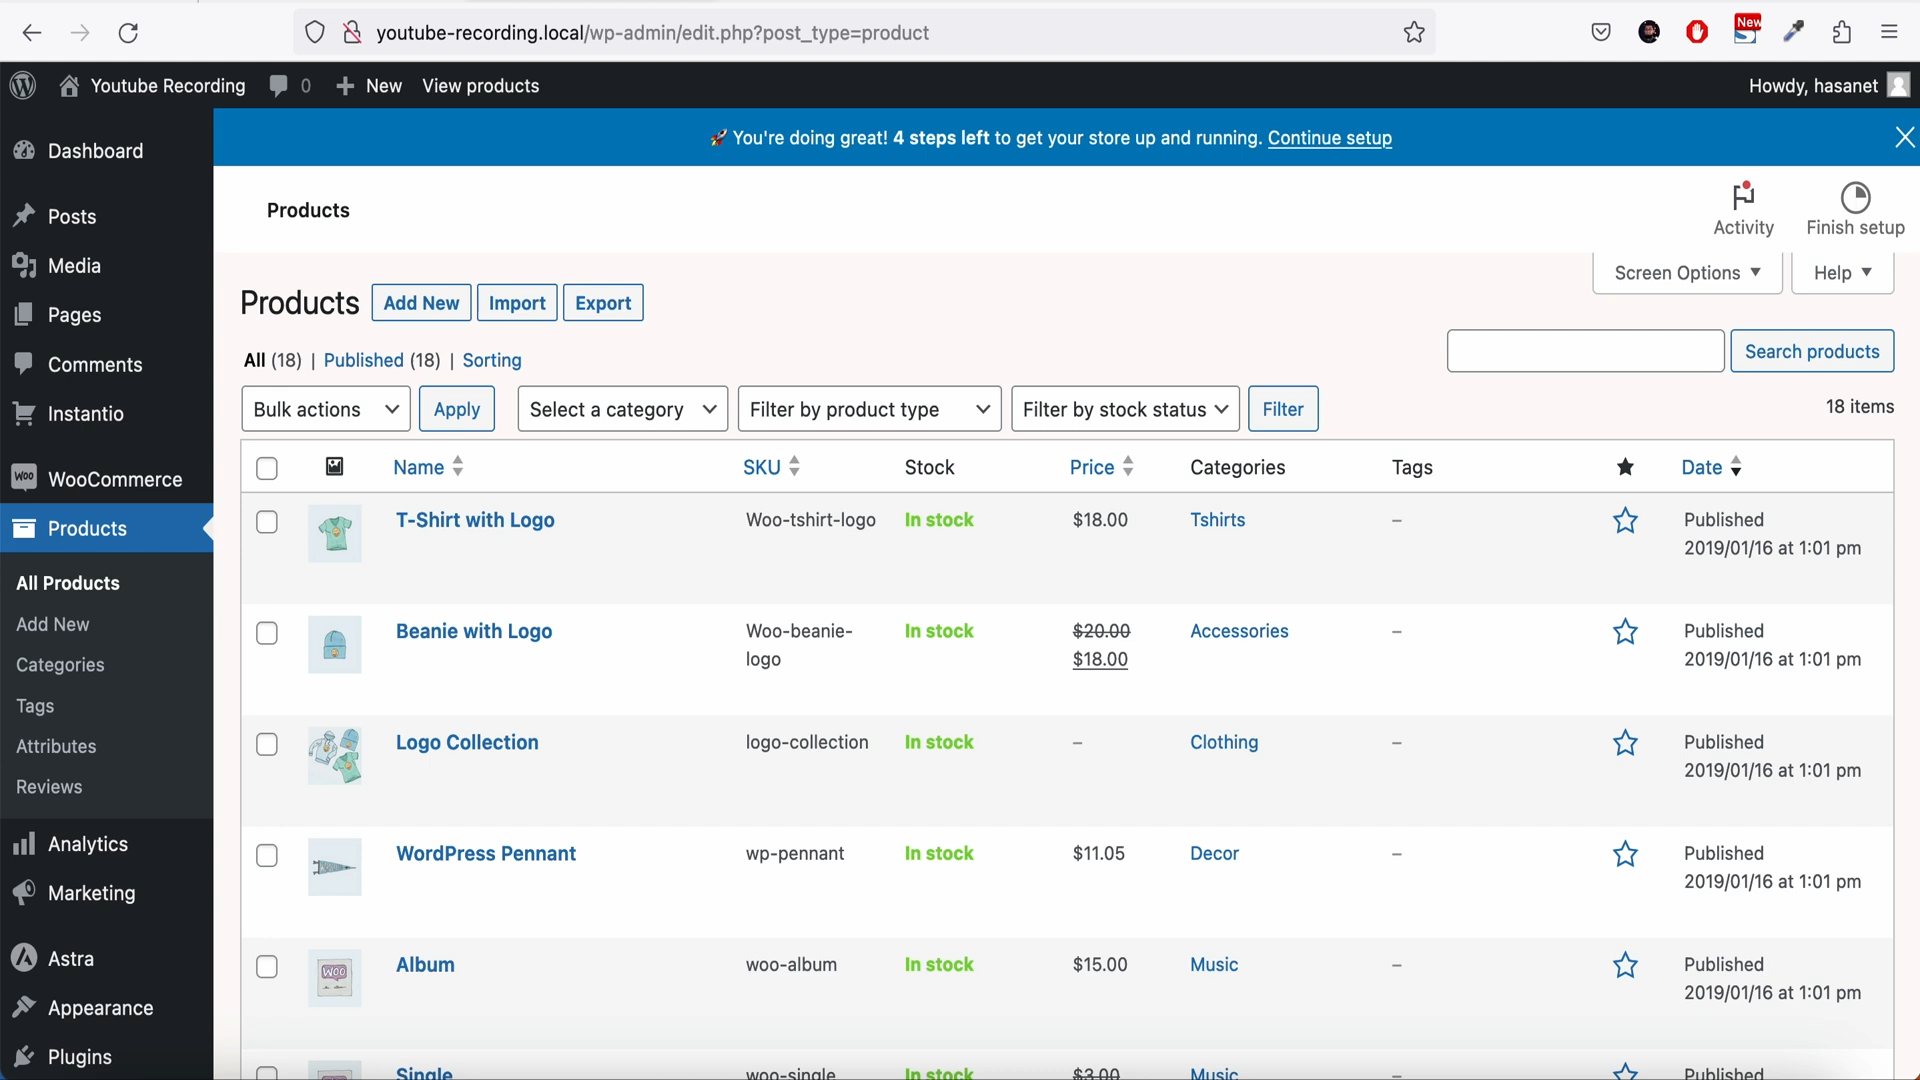 youtube-recording.local/wp-admin/edit.php?post_type=product
New
Youtube Recording 0 New View products Howdy, hasanet
🚀 You're doing great! 4 steps left to get your store up and running. Continue setup
Dashboard
Posts
Media
Pages
Comments
Instantio
WooCommerce
Products
All Products
Add New
Categories
Tags
Attributes
Reviews
Analytics
Marketing
Astra
Appearance
Plugins
Products
Activity Finish setup
Screen Options ▼ Help ▼
Products Add New Import Export
All (18) | Published (18) | Sorting
Search products
Bulk actions Apply Select a category Filter by product type Filter by stock status Filter
18 items
Name SKU Stock Price Categories Tags Date
T-Shirt with Logo Woo-tshirt-logo In stock $18.00 Tshirts – Published
2019/01/16 at 1:01 pm
Beanie with Logo Woo-beanie- In stock $20.00 Accessories – Published
logo $18.00 2019/01/16 at 1:01 pm
Logo Collection logo-collection In stock – Clothing – Published
2019/01/16 at 1:01 pm
WordPress Pennant wp-pennant In stock $11.05 Decor – Published
2019/01/16 at 1:01 pm
Album woo-album In stock $15.00 Music – Published
2019/01/16 at 1:01 pm
Single woo-single In stock $3.00 Music – Published